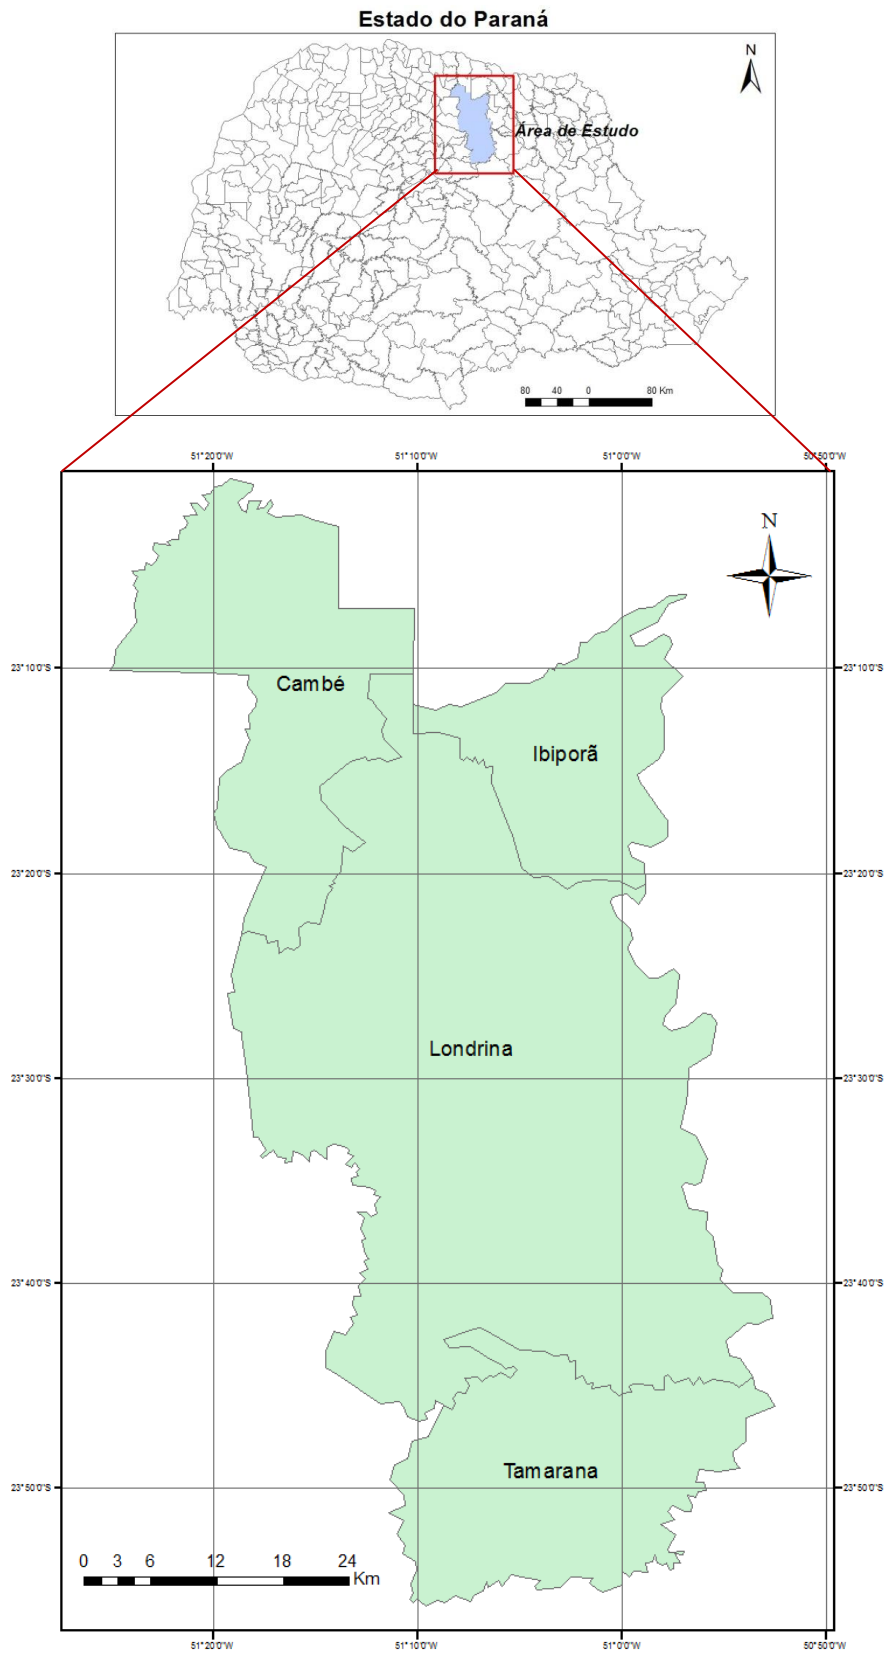 Estado do Paraná
N
Área de Estudo
80 40 0 80 Km
51°20'0"W 51°10'0"W 51°0'0"W 50°50'0"W
N
23°10'0"S 23°10'0"S
Cambé
Ibiporã
23°20'0"S 23°20'0"S
Londrina
23°30'0"S 23°30'0"S
23°40'0"S 23°40'0"S
Tamarana
23°50'0"S 23°50'0"S
0 3 6 12 18 24
Km
51°20'0"W 51°10'0"W 51°0'0"W 50°50'0"W